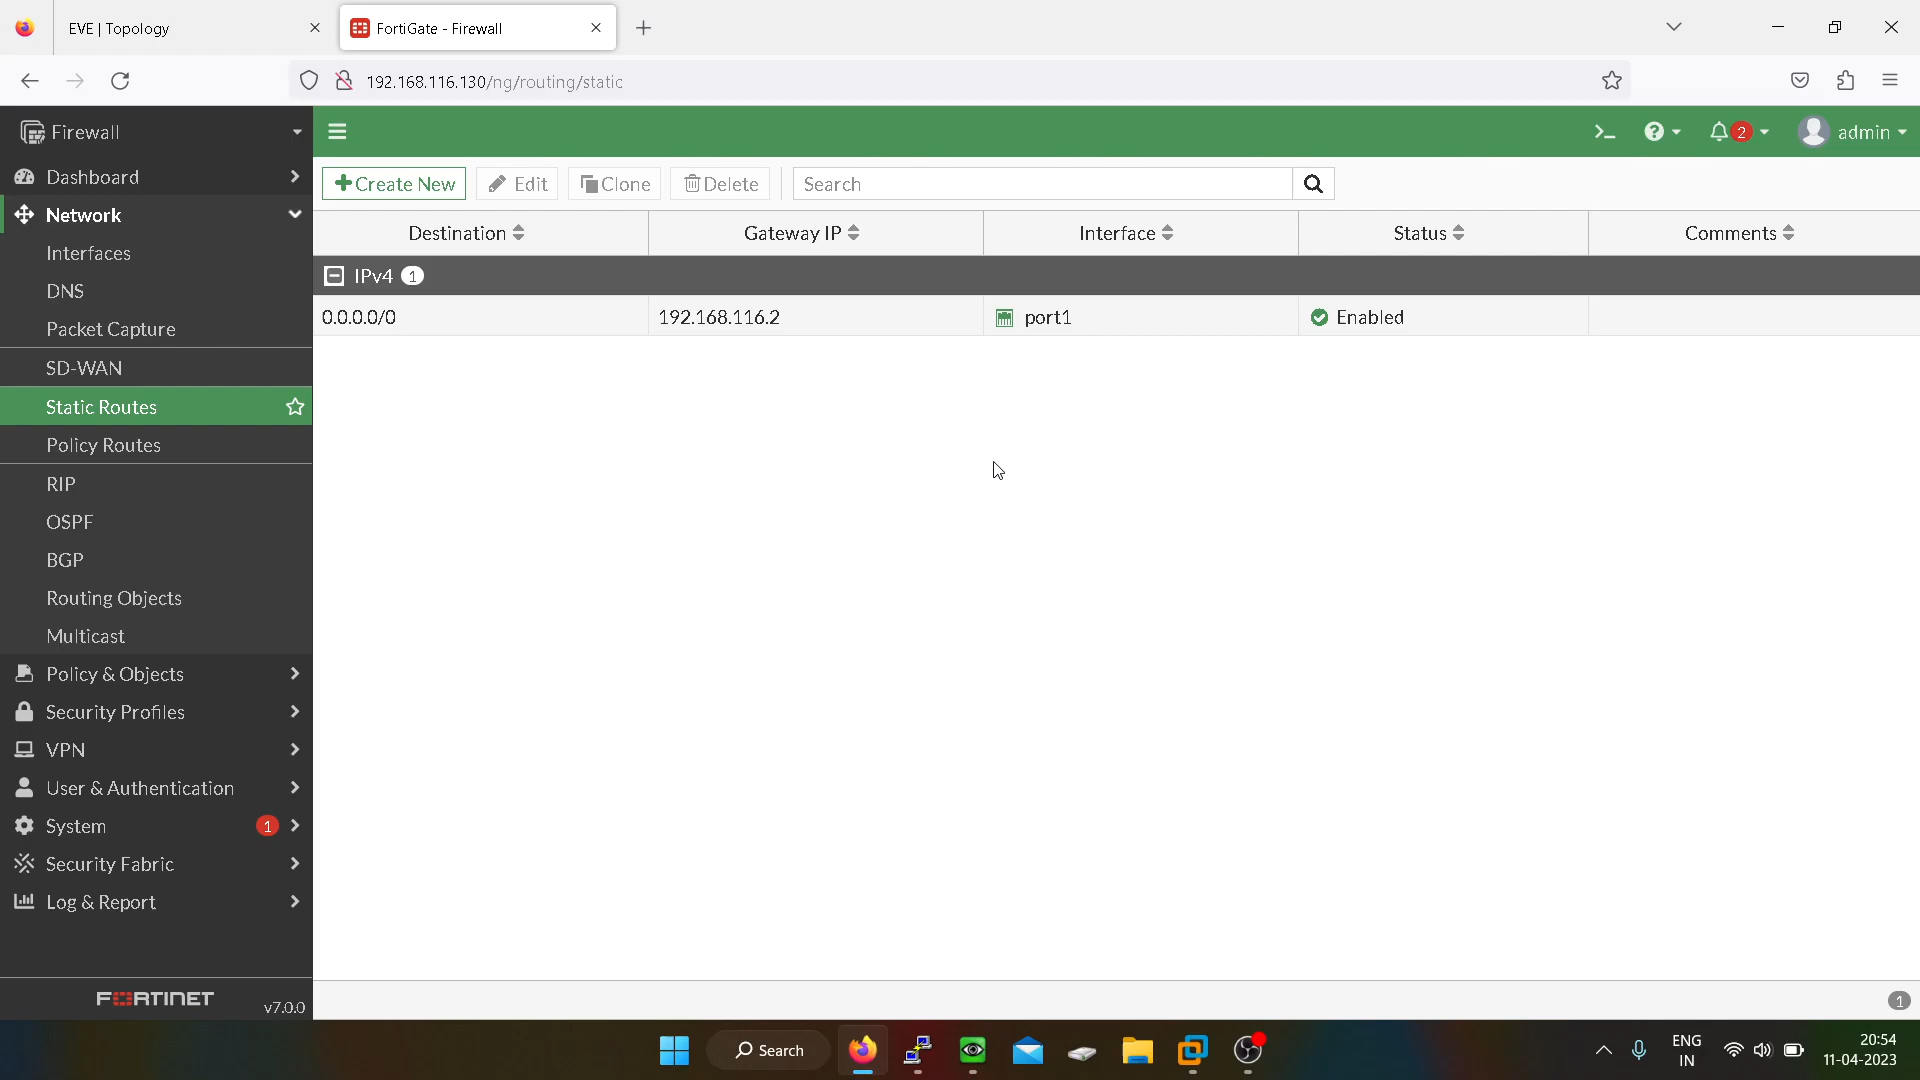 EVE | Topology
FortiGate - Firewall
192.168.116.130/ng/routing/static
Firewall
2
admin
Dashboard
Network
Interfaces
DNS
Packet Capture
SD-WAN
Static Routes
Policy Routes
RIP
OSPF
BGP
Routing Objects
Multicast
Policy & Objects
Security Profiles
VPN
User & Authentication
System 1
Security Fabric
Log & Report
FORTINET v7.0.0
Create New Edit Clone Delete Search
Destination Gateway IP Interface Status Comments
IPv4 1
0.0.0.0/0 192.168.116.2 port1 Enabled
1
Search
ENG
IN
20:54
11-04-2023